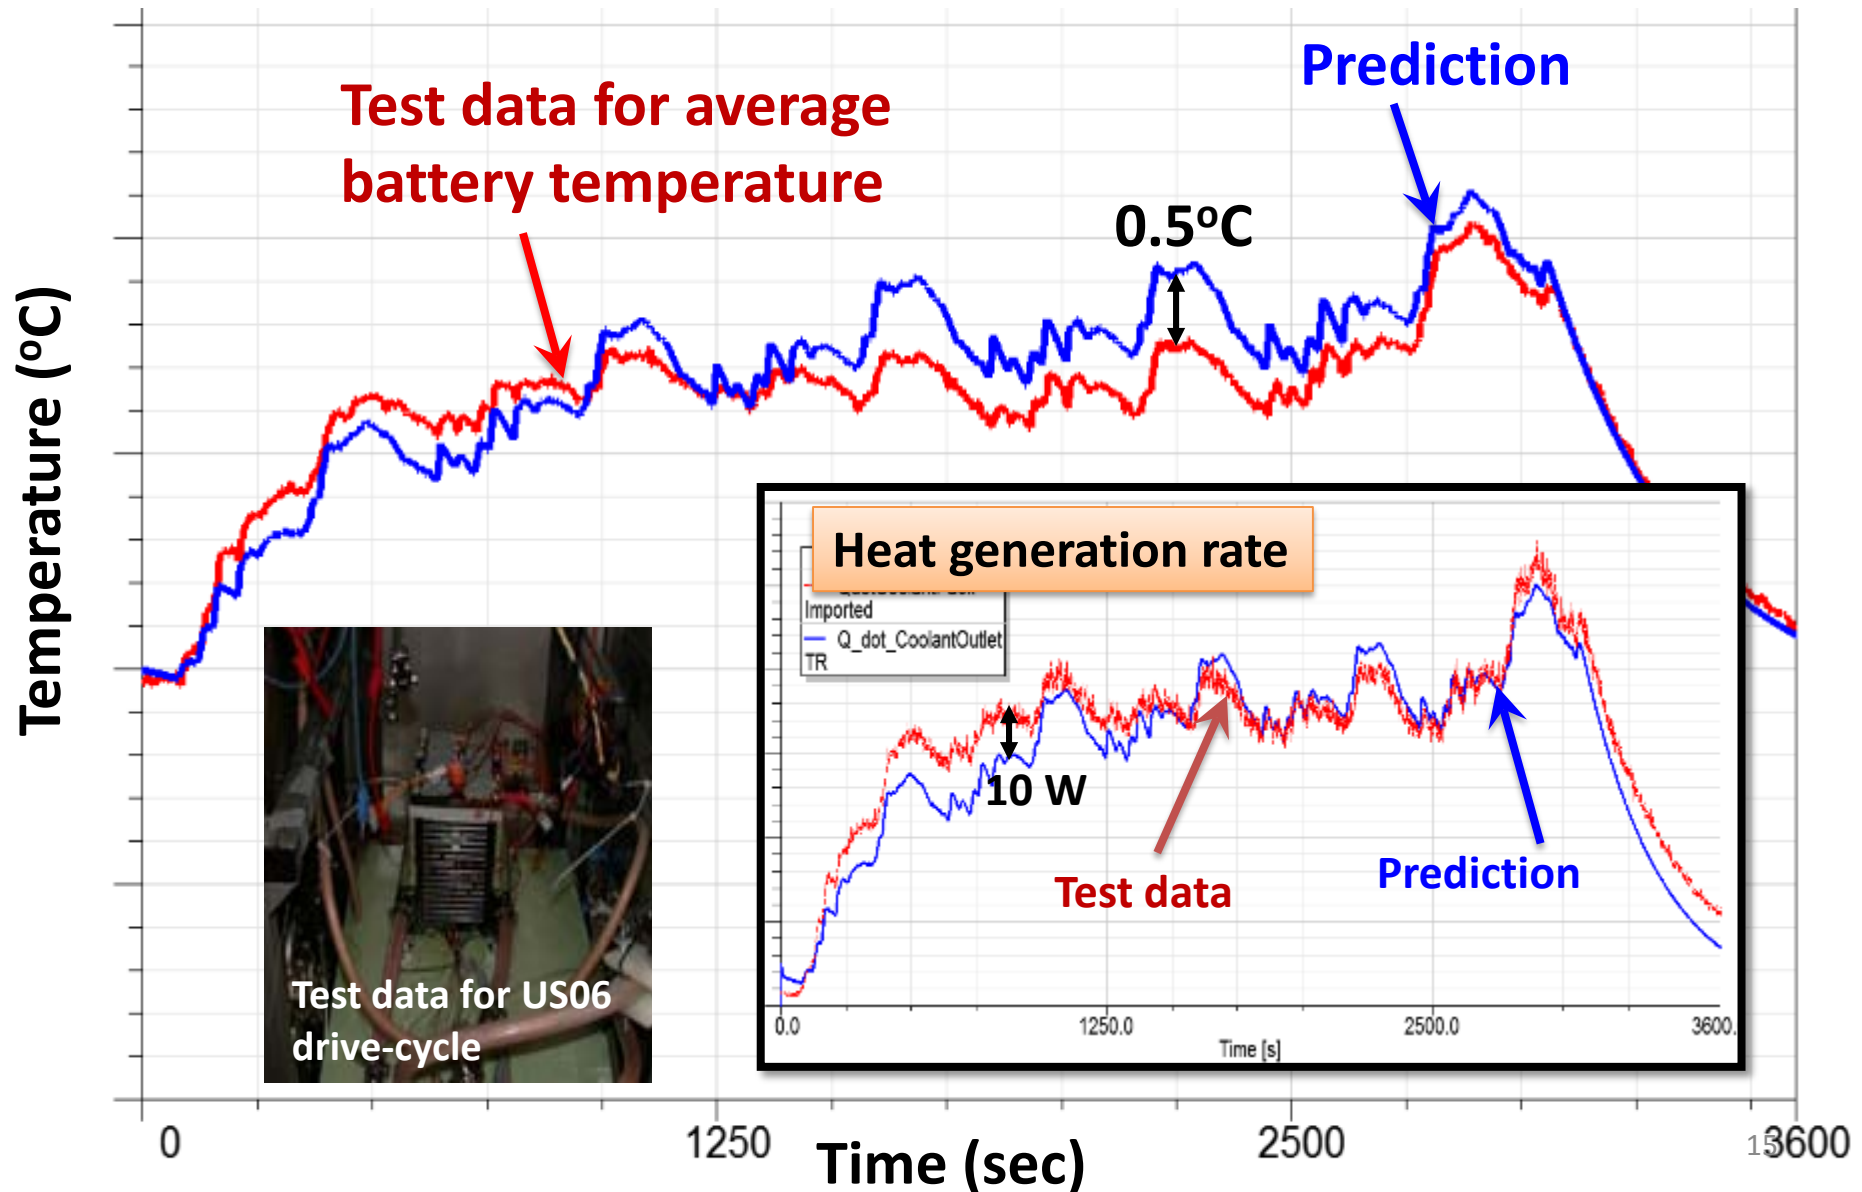 Prediction
Test data for average
battery temperature
0.5ºC
Temperature (ºC)
Heat generation rate
Imported
Q_dot_CoolantOutlet
TR
10 W
Test data
Prediction
0.0
1250.0
2500.0
3600.
Time [s]
Test data for US06
drive-cycle
0
1250
2500
3600
Time (sec)